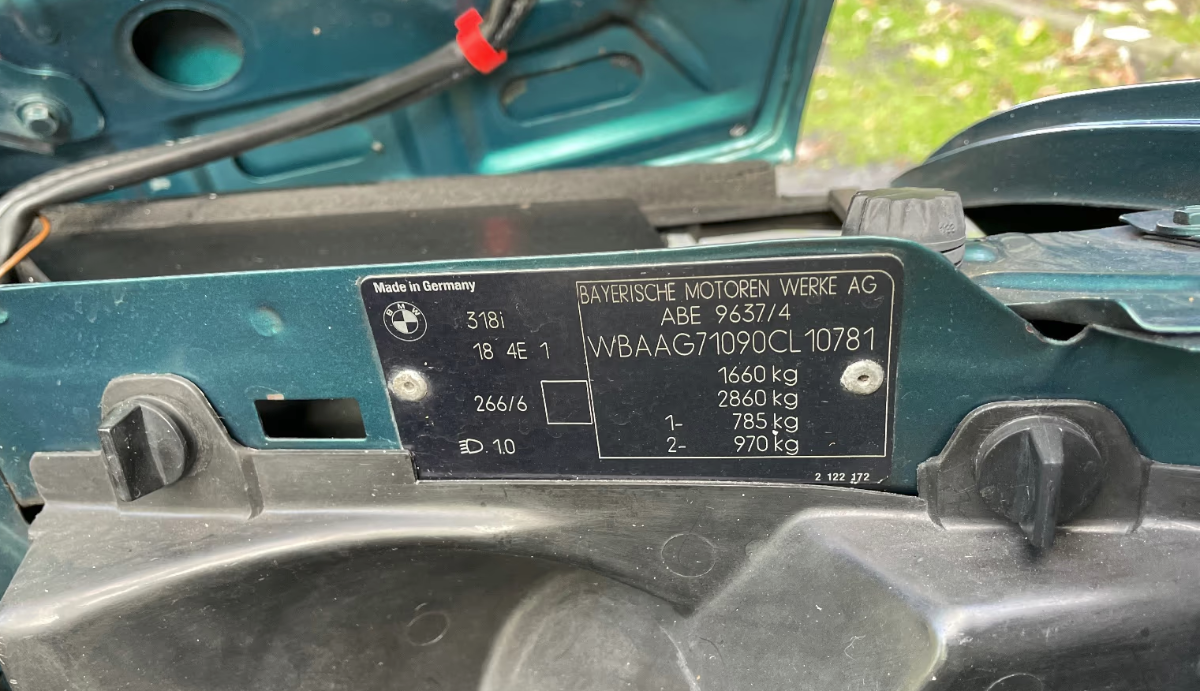 Made in Germany
BMW
318i
18 4E 1
266/6
1.0
BAYERISCHE MOTOREN WERKE AG
ABE 9637/4
WBAAG71090CL10781
1660 kg
2860 kg
1- 785 kg
2- 970 kg
2 122 172